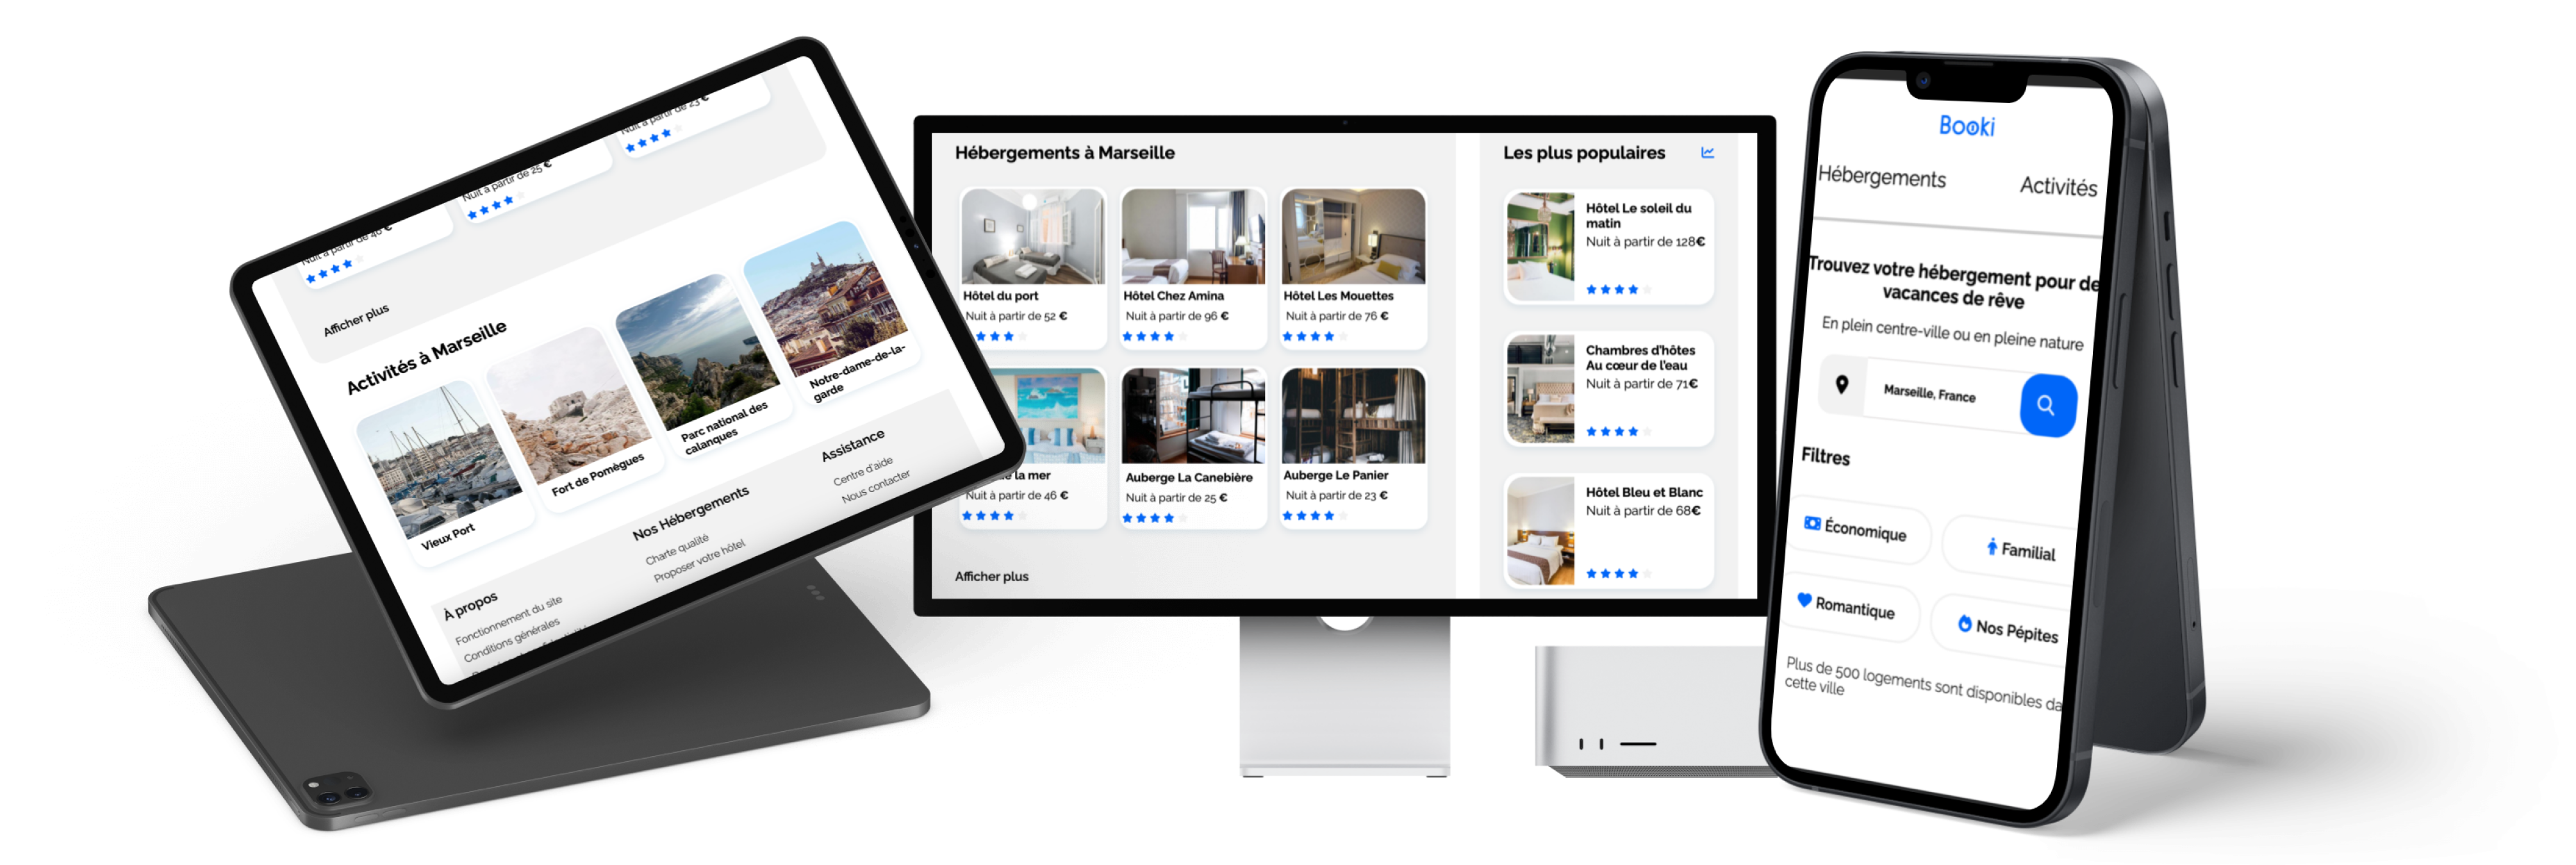 Nuit à partir de 23 €
Nuit à partir de 25 €
Nuit à partir de 46 €
Afficher plus
Activités à Marseille
Vieux Port
Fort de Pomègues
Parc national des
calanques
Notre-dame-de-la-
garde
À propos
Fonctionnement du site
Conditions générales
Nos Hébergements
Charte qualité
Proposer votre hôtel
Assistance
Centre d'aide
Nous contacter
Hébergements à Marseille
Hôtel du port
Nuit à partir de 52 €
Hôtel Chez Amina
Nuit à partir de 96 €
Hôtel Les Mouettes
Nuit à partir de 76 €
la mer
Nuit à partir de 46 €
Auberge La Canebière
Nuit à partir de 25 €
Auberge Le Panier
Nuit à partir de 23 €
Afficher plus
Les plus populaires
Hôtel Le soleil du
matin
Nuit à partir de 128€
Chambres d'hôtes
Au cœur de l'eau
Nuit à partir de 71€
Hôtel Bleu et Blanc
Nuit à partir de 68€
Booki
Hébergements
Activités
Trouvez votre hébergement pour de
vacances de rêve
En plein centre-ville ou en pleine nature
Marseille, France
Filtres
Économique
Familial
Romantique
Nos Pépites
Plus de 500 logements sont disponibles da
cette ville